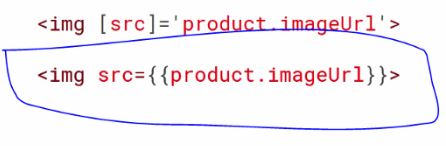 <img [src]='product.imageUrl'>
<img src={{product.imageUrl}}>